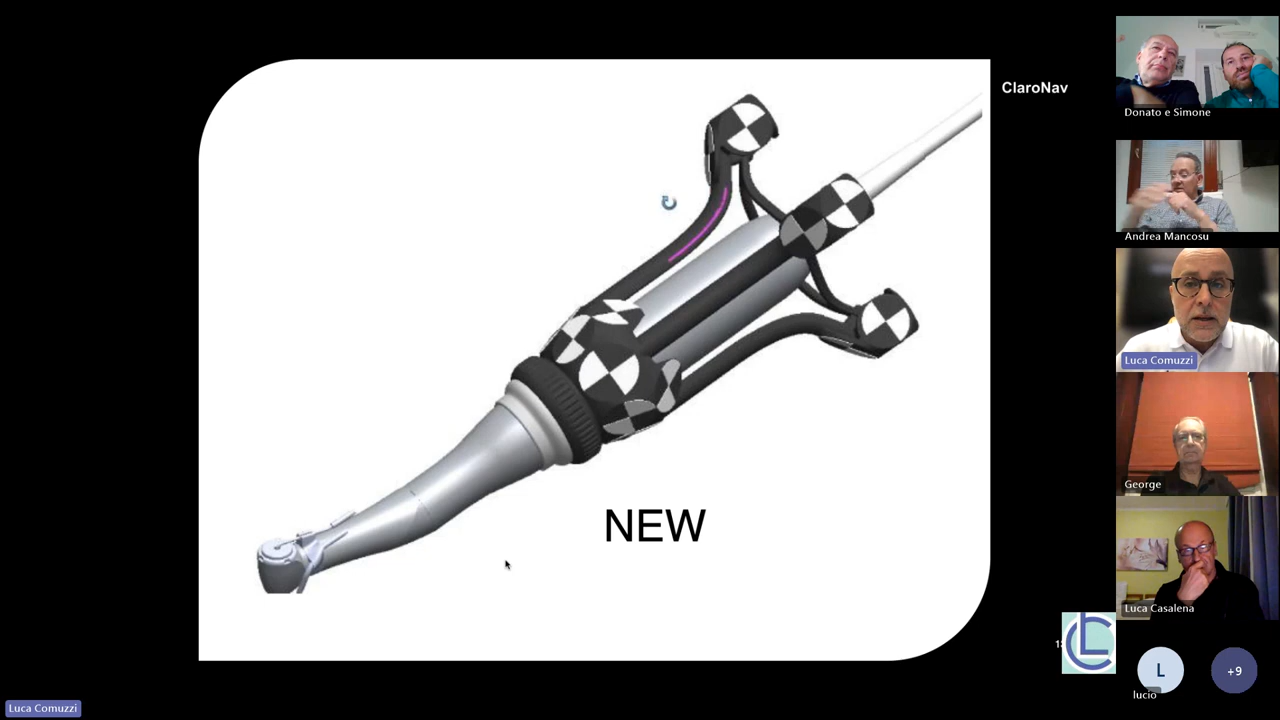 ClaroNav
NEW
Donato e Simone
Andrea Mancosu
Luca Comuzzi
George
Luca Casalena
L
lucio
+9
Luca Comuzzi